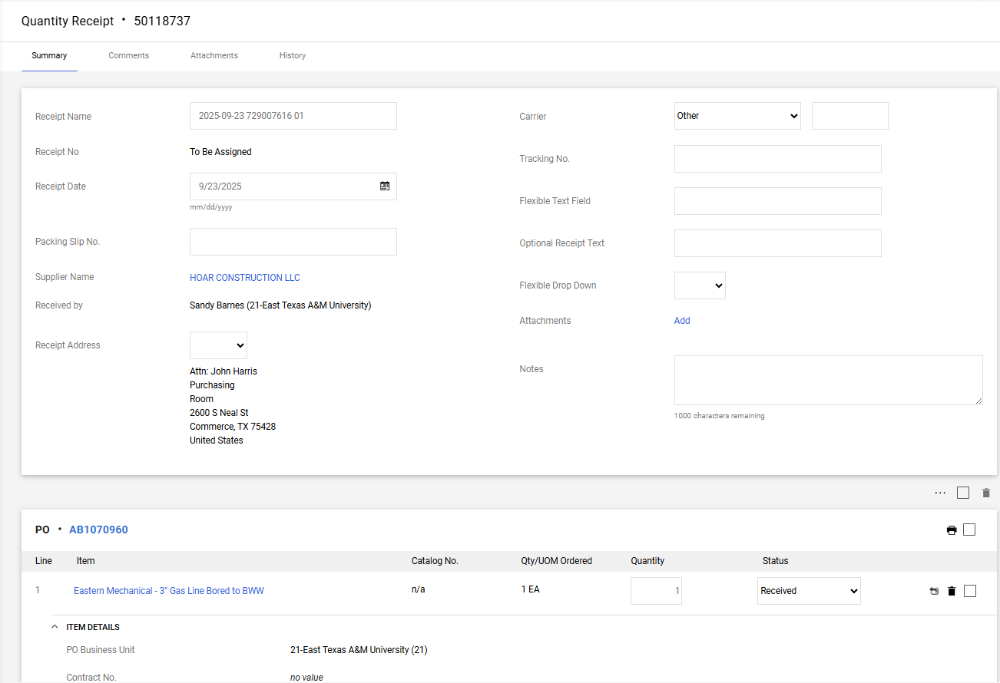 Quantity Receipt • 50118737
Summary Comments Attachments History
Receipt Name 2025-09-23 729007616 01
Receipt No To Be Assigned
Receipt Date 9/23/2025
mm/dd/yyyy
Packing Slip No.
Supplier Name HOAR CONSTRUCTION LLC
Received by Sandy Barnes (21-East Texas A&M University)
Receipt Address
Attn: John Harris
Purchasing
Room
2600 S Neal St
Commerce, TX 75428
United States
Carrier Other
Tracking No.
Flexible Text Field
Optional Receipt Text
Flexible Drop Down
Attachments Add
Notes
1000 characters remaining
PO • AB1070960
Line Item Catalog No. Qty/UOM Ordered Quantity Status
1 Eastern Mechanical - 3" Gas Line Bored to BWW n/a 1 EA 1 Received
ITEM DETAILS
PO Business Unit 21-East Texas A&M University (21)
Contract No. no value